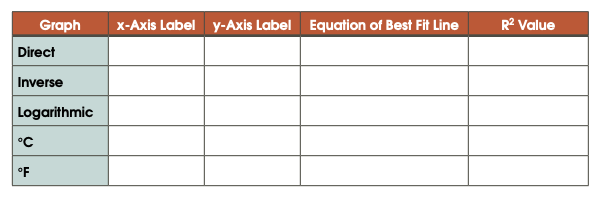 Graph x-Axis Label y-Axis Label Equation of Best Fit Line R² Value
Direct
Inverse
Logarithmic
°C
°F